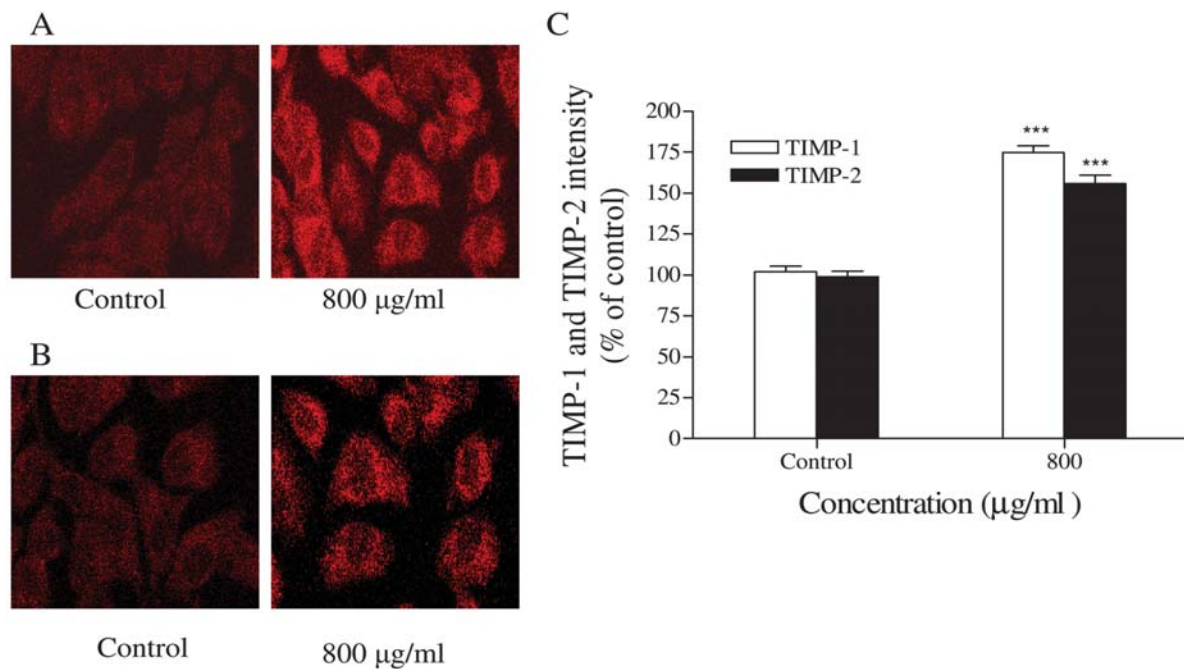 A
Control
800 μg/ml
B
Control
800 μg/ml
C
TIMP-1 and TIMP-2 intensity
(% of control)
200
175
150
125
100
75
50
25
0
TIMP-1
TIMP-2
***
***
Control
800
Concentration (μg/ml )